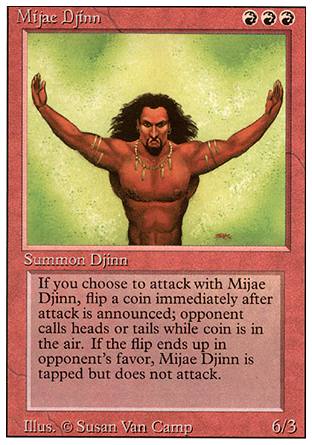 Mijae Djinn
Summon Djinn
If you choose to attack with Mijae
Djinn, flip a coin immediately after
attack is announced; opponent
calls heads or tails while coin is in
the air. If the flip ends up in
opponent's favor, Mijae Djinn is
tapped but does not attack.
Illus. © Susan Van Camp
6/3